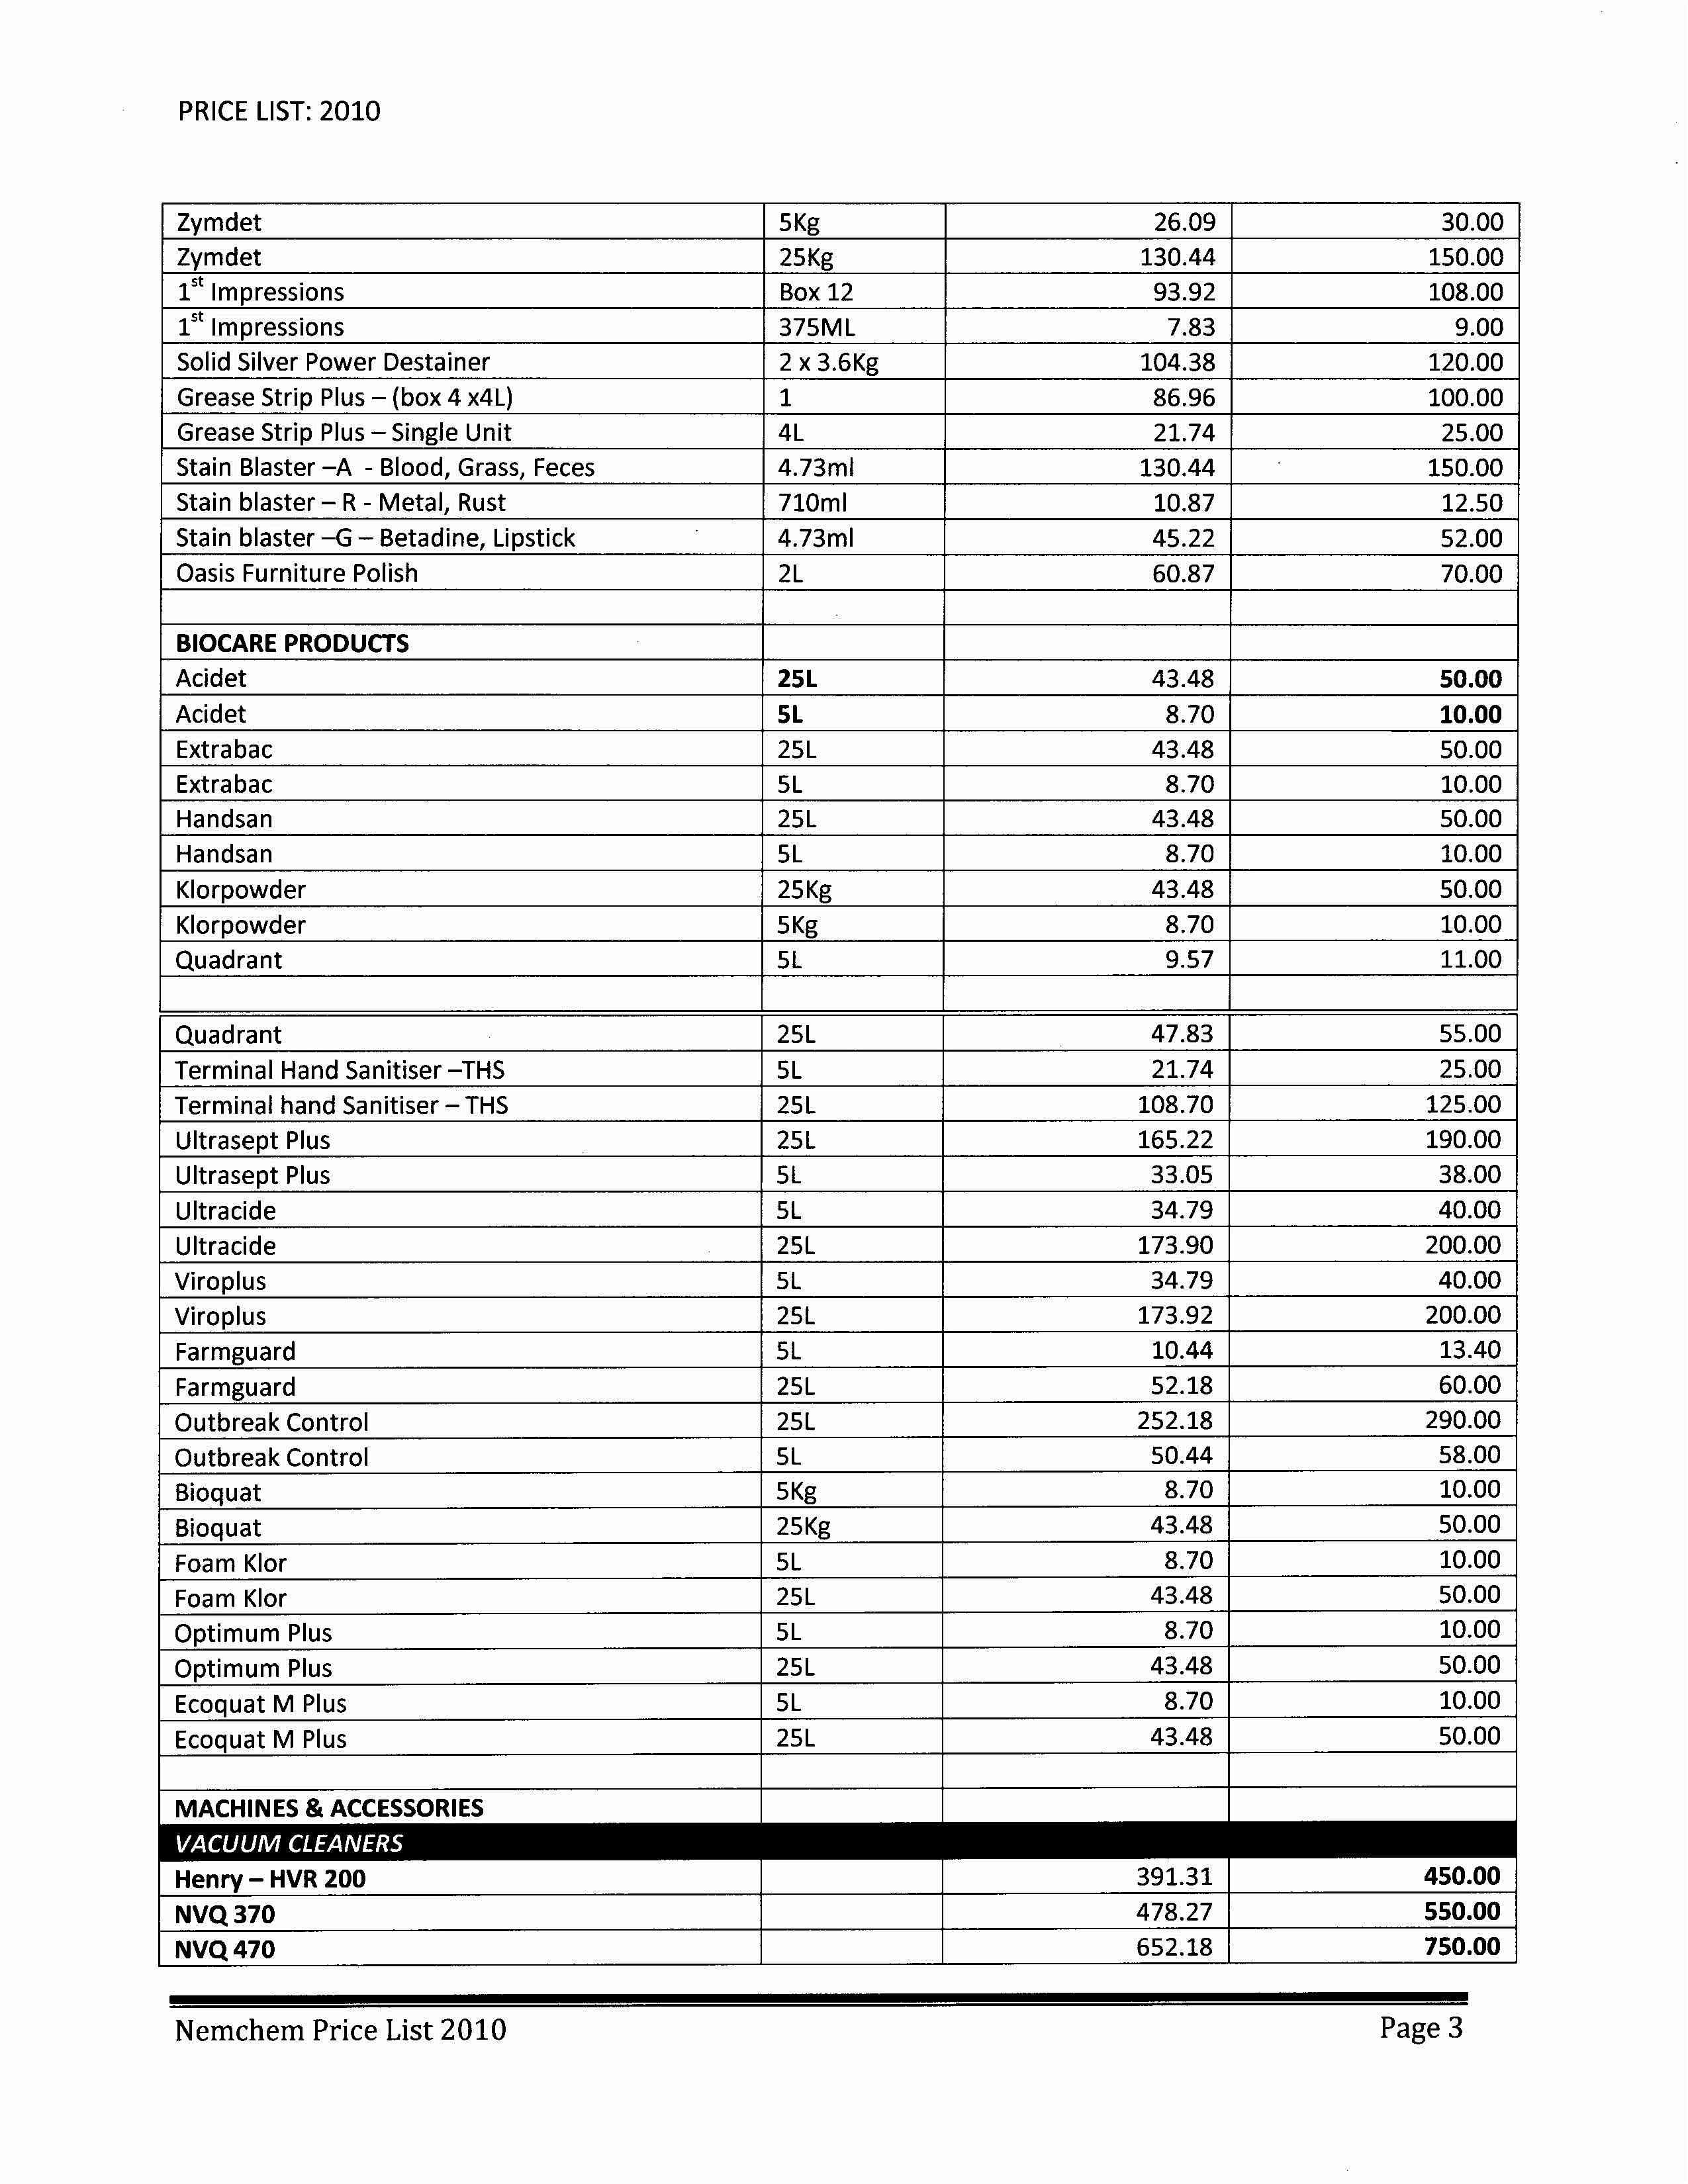 PRICE LIST: 2010
Zymdet 5Kg 26.09 30.00
Zymdet 25Kg 130.44 150.00
1st Impressions Box 12 93.92 108.00
1st Impressions 375ML 7.83 9.00
Solid Silver Power Destainer 2 x 3.6Kg 104.38 120.00
Grease Strip Plus – (box 4 x4L) 1 86.96 100.00
Grease Strip Plus – Single Unit 4L 21.74 25.00
Stain Blaster –A - Blood, Grass, Feces 4.73ml 130.44 150.00
Stain blaster – R - Metal, Rust 710ml 10.87 12.50
Stain blaster –G – Betadine, Lipstick 4.73ml 45.22 52.00
Oasis Furniture Polish 2L 60.87 70.00
BIOCARE PRODUCTS
Acidet 25L 43.48 50.00
Acidet 5L 8.70 10.00
Extrabac 25L 43.48 50.00
Extrabac 5L 8.70 10.00
Handsan 25L 43.48 50.00
Handsan 5L 8.70 10.00
Klorpowder 25Kg 43.48 50.00
Klorpowder 5Kg 8.70 10.00
Quadrant 5L 9.57 11.00
Quadrant 25L 47.83 55.00
Terminal Hand Sanitiser –THS 5L 21.74 25.00
Terminal hand Sanitiser – THS 25L 108.70 125.00
Ultrasept Plus 25L 165.22 190.00
Ultrasept Plus 5L 33.05 38.00
Ultracide 5L 34.79 40.00
Ultracide 25L 173.90 200.00
Viroplus 5L 34.79 40.00
Viroplus 25L 173.92 200.00
Farmguard 5L 10.44 13.40
Farmguard 25L 52.18 60.00
Outbreak Control 25L 252.18 290.00
Outbreak Control 5L 50.44 58.00
Bioquat 5Kg 8.70 10.00
Bioquat 25Kg 43.48 50.00
Foam Klor 5L 8.70 10.00
Foam Klor 25L 43.48 50.00
Optimum Plus 5L 8.70 10.00
Optimum Plus 25L 43.48 50.00
Ecoquat M Plus 5L 8.70 10.00
Ecoquat M Plus 25L 43.48 50.00
MACHINES & ACCESSORIES
VACUUM CLEANERS
Henry – HVR 200 391.31 450.00
NVQ 370 478.27 550.00
NVQ 470 652.18 750.00
Nemchem Price List 2010 Page 3